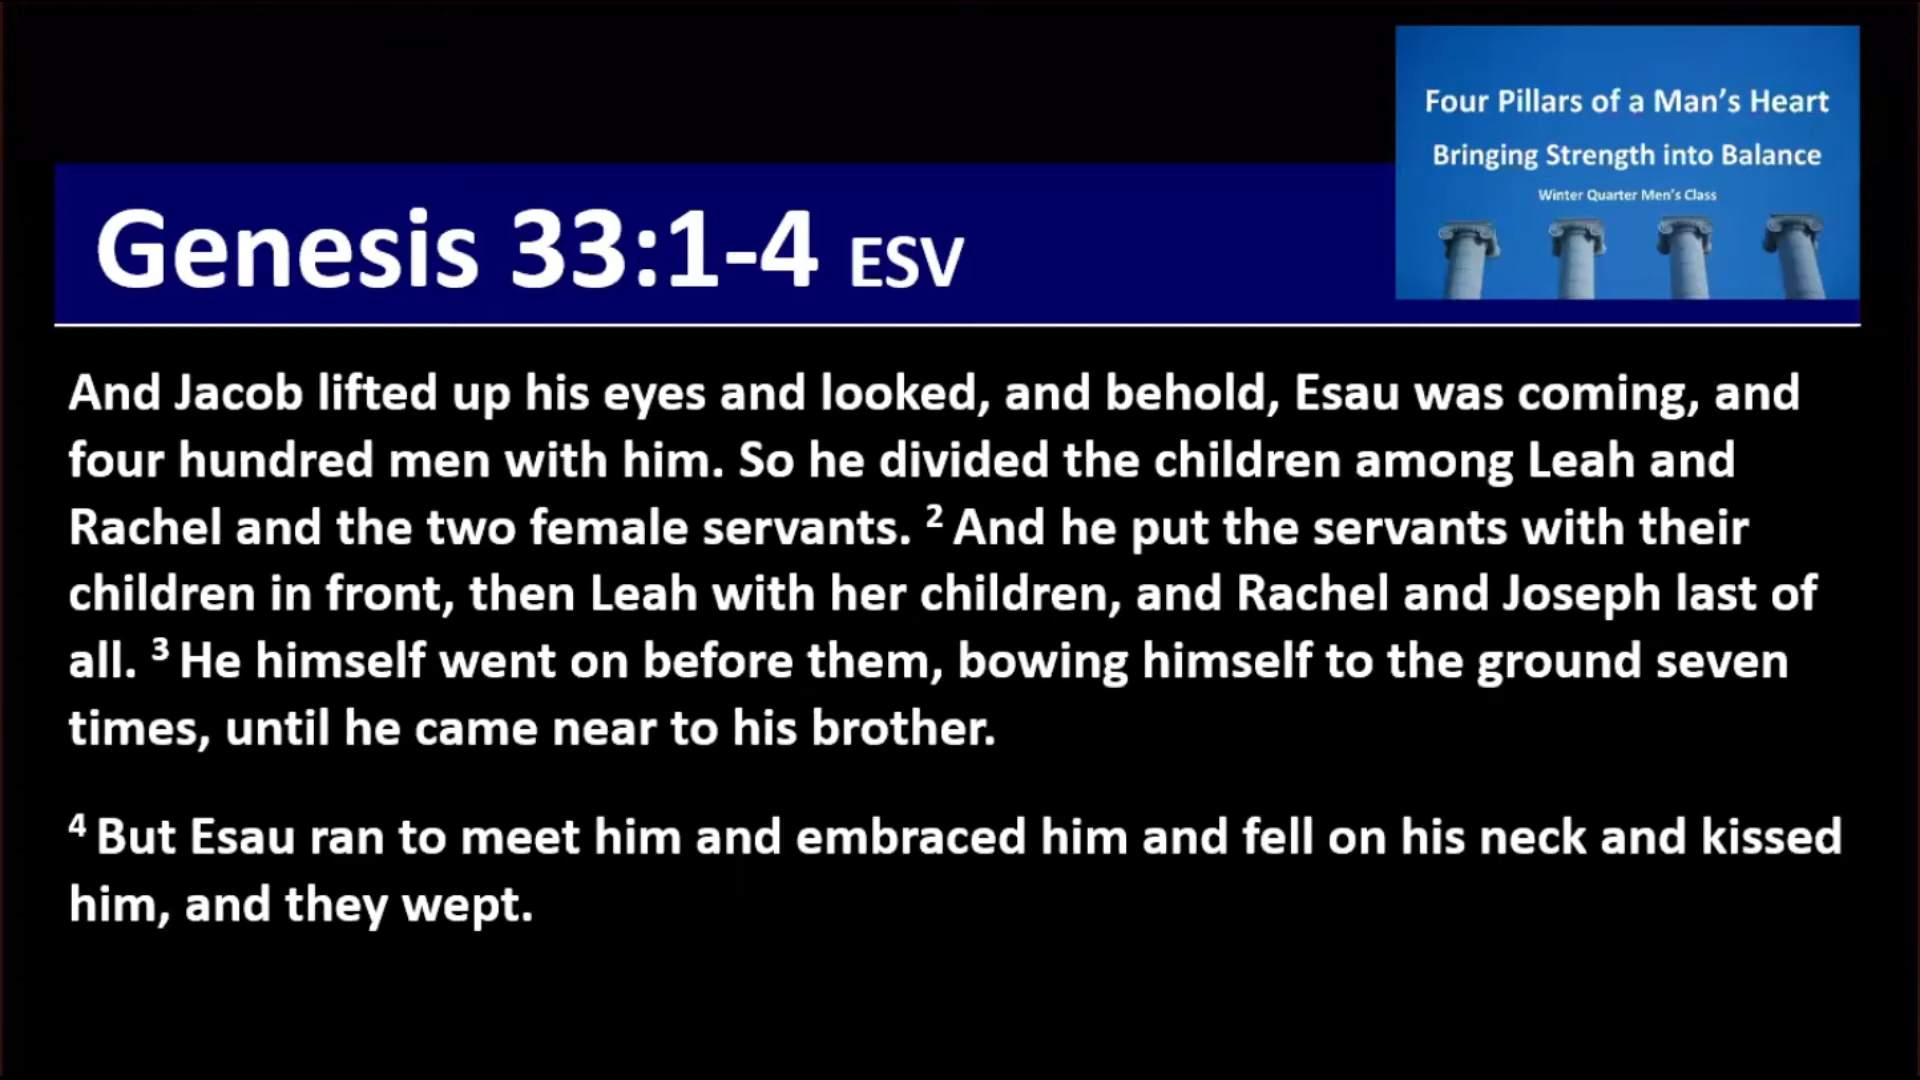 Four Pillars of a Man's Heart
Bringing Strength into Balance
Winter Quarter Men's Class
Genesis 33:1-4 ESV
And Jacob lifted up his eyes and looked, and behold, Esau was coming, and
four hundred men with him. So he divided the children among Leah and
Rachel and the two female servants. 2 And he put the servants with their
children in front, then Leah with her children, and Rachel and Joseph last of
all. 3 He himself went on before them, bowing himself to the ground seven
times, until he came near to his brother.
4 But Esau ran to meet him and embraced him and fell on his neck and kissed
him, and they wept.